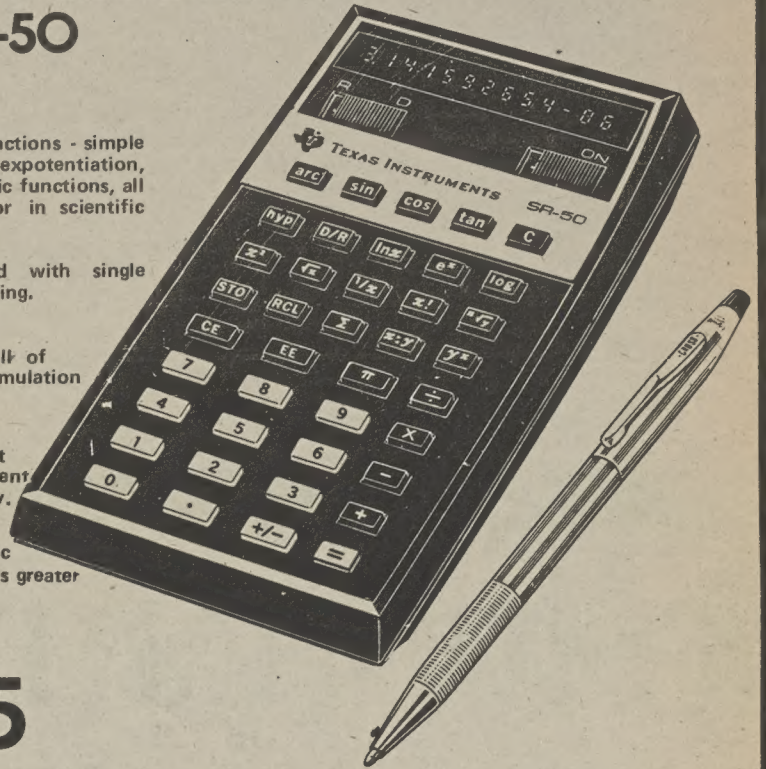 -50
ctions - simple
expotentiation,
ic functions, all
or in scientific
d with single
ing.
all of
mulation
t
ent
y.
c
s greater
5
3.141592654-06
R D
ON
TEXAS INSTRUMENTS SR-50
arc sin cos tan C
hyp D/R lnx eˣ log
x² √x 1/x x! ˣ√y
STO RCL Σ x:y yˣ
CE EE π ÷
7 8 9 X
4 5 6 -
1 2 3 +
0 . +/- =